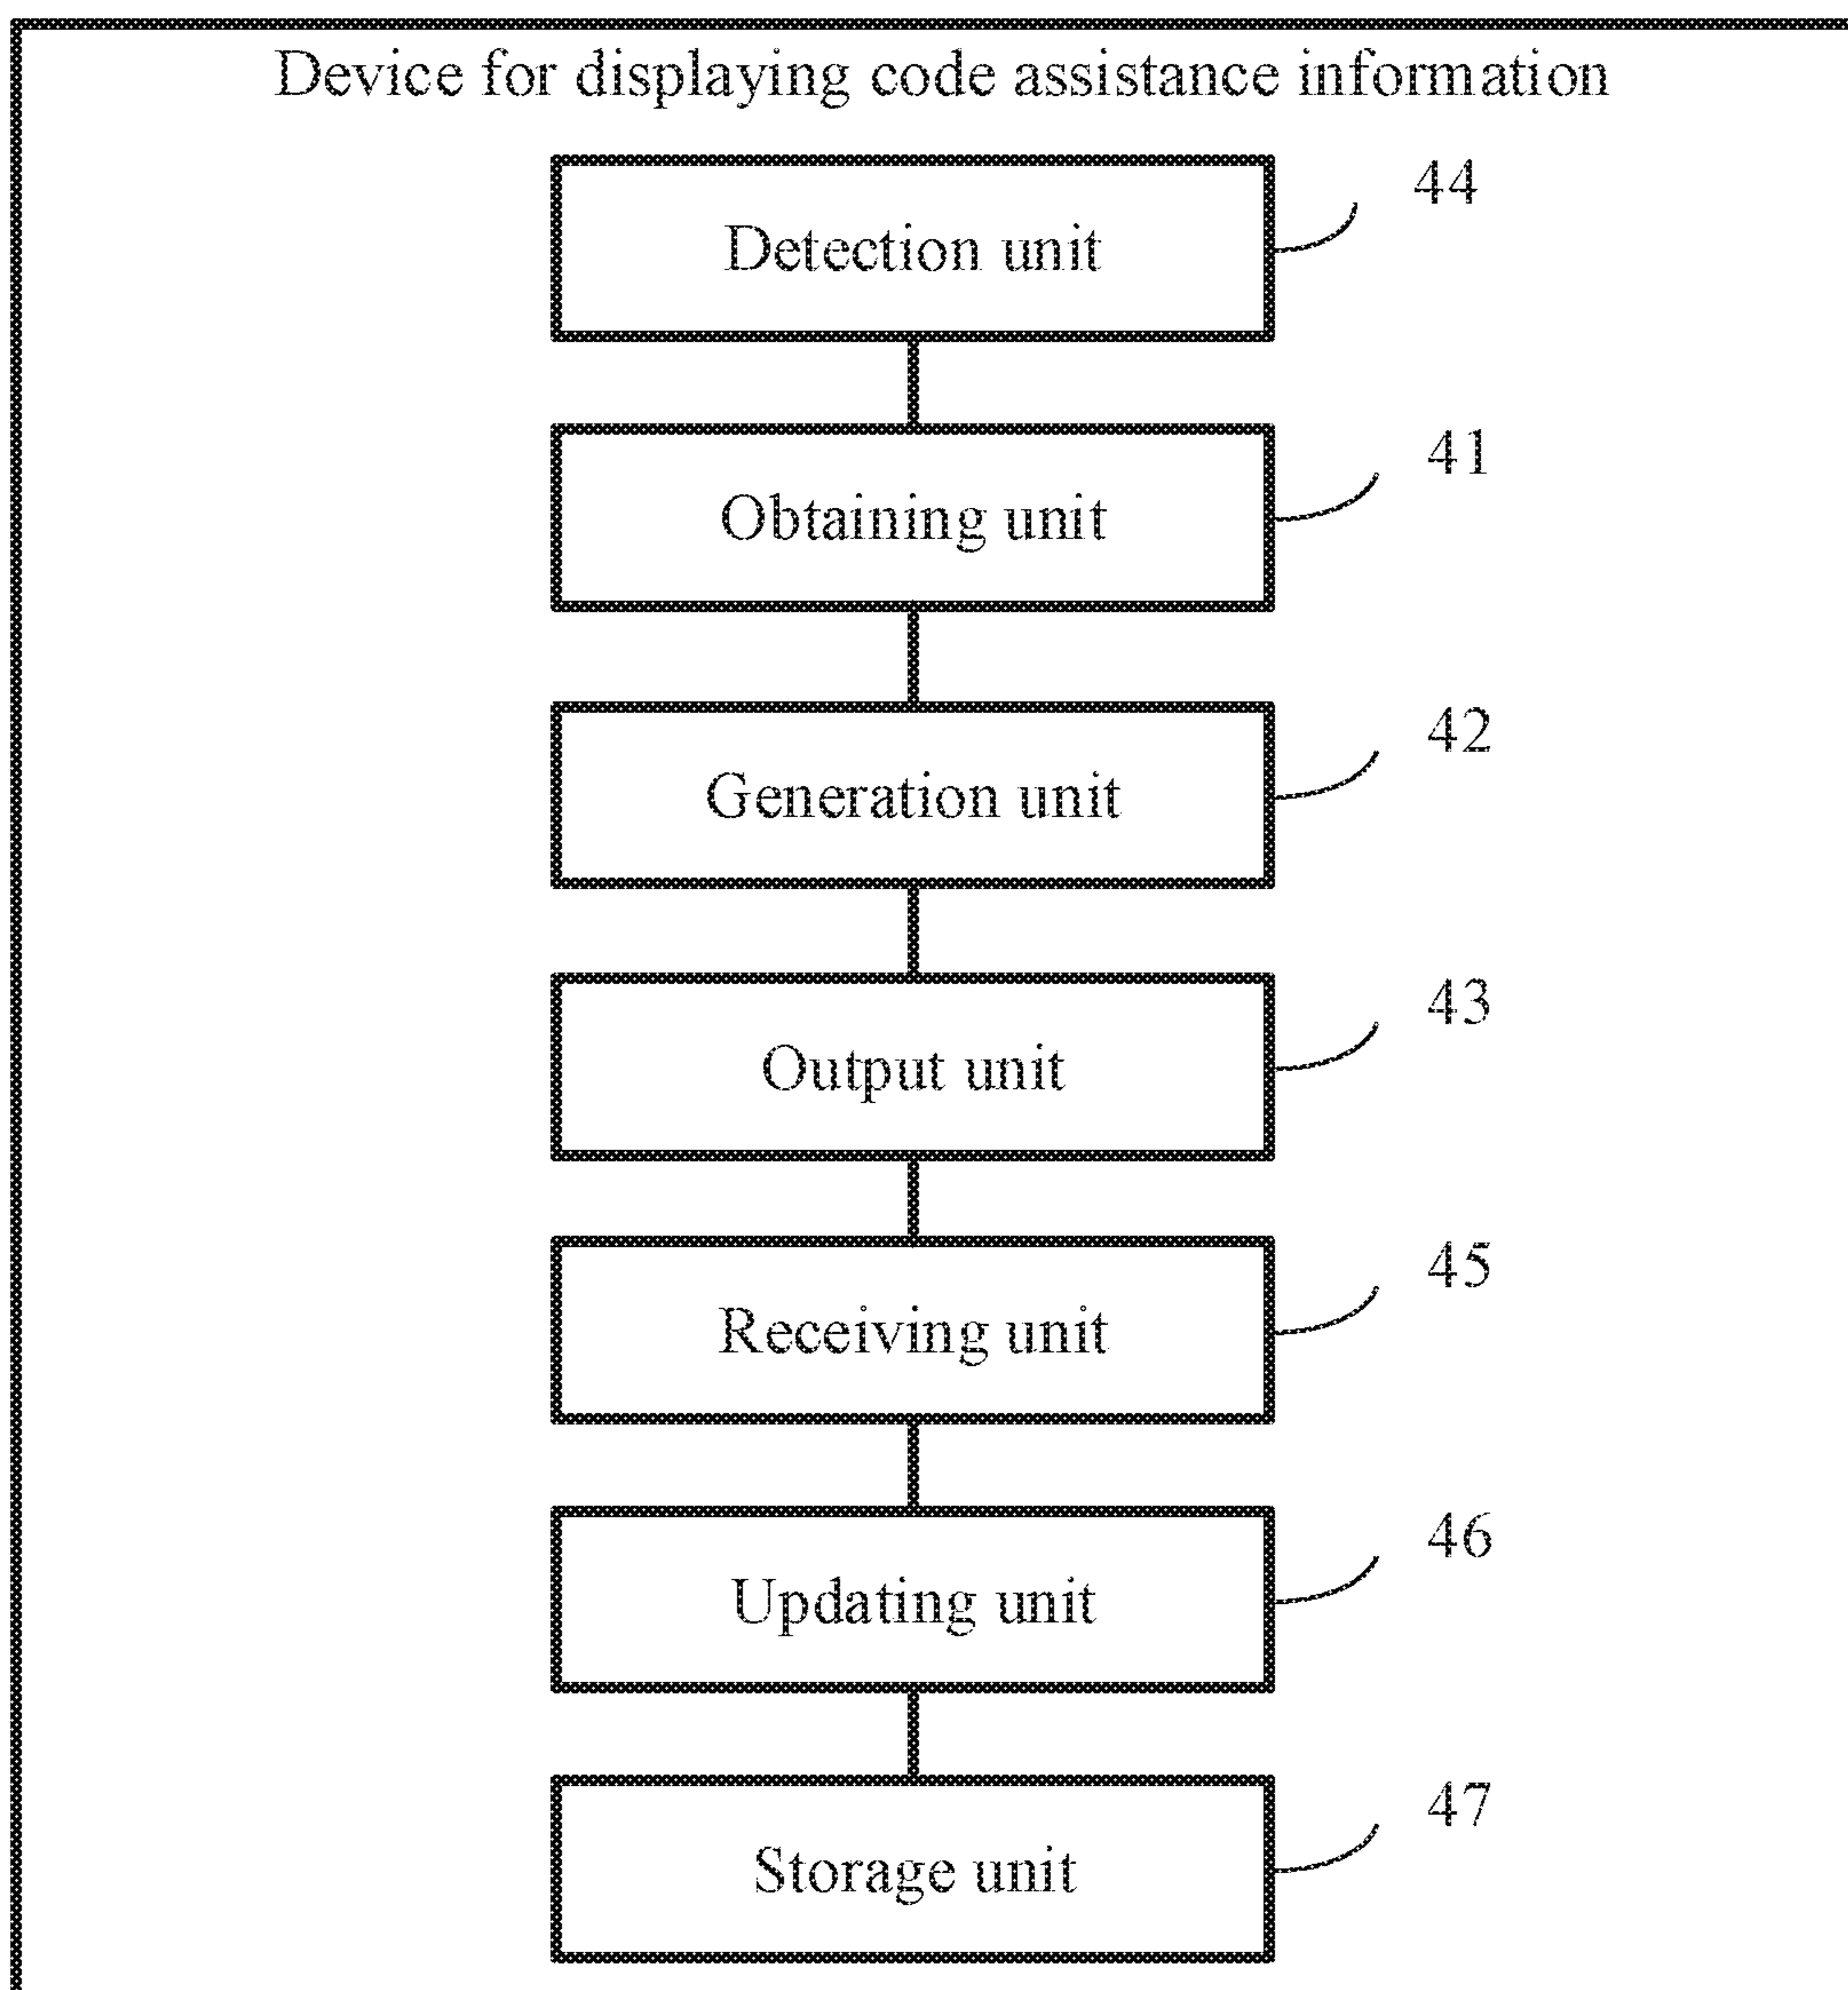 Device for displaying code assistance information
44
Detection unit
41
Obtaining unit
42
Generation unit
43
Output unit
45
Receiving unit
46
Updating unit
47
Storage unit